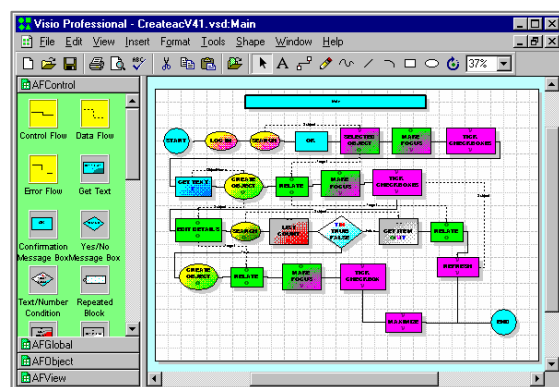 Visio Professional - CreateacV41.vsd:Main
File Edit View Insert Format Tools Shape Window Help
37%
AFControl
Control Flow Data Flow
Error Flow Get Text
Confirmation Message Box
Yes/No Message Box
Text/Number Condition
Repeated Block
AFGlobal
AFObject
AFView
START
LOG IN
SEARCH
OK
SELECTED OBJECT
MAKE FOCUS
TICK CHECKBOXES
GET TEXT
CREATE OBJECT
RELATE
MAKE FOCUS
TICK CHECKBOXES
EDIT DETAILS
SEARCH
LIST COUNT
TRUE FALSE
GET ITEM
RELATE
CREATE OBJECT
RELATE
MAKE FOCUS
TICK CHECKBOX
REFRESH
MAXIMIZE
END